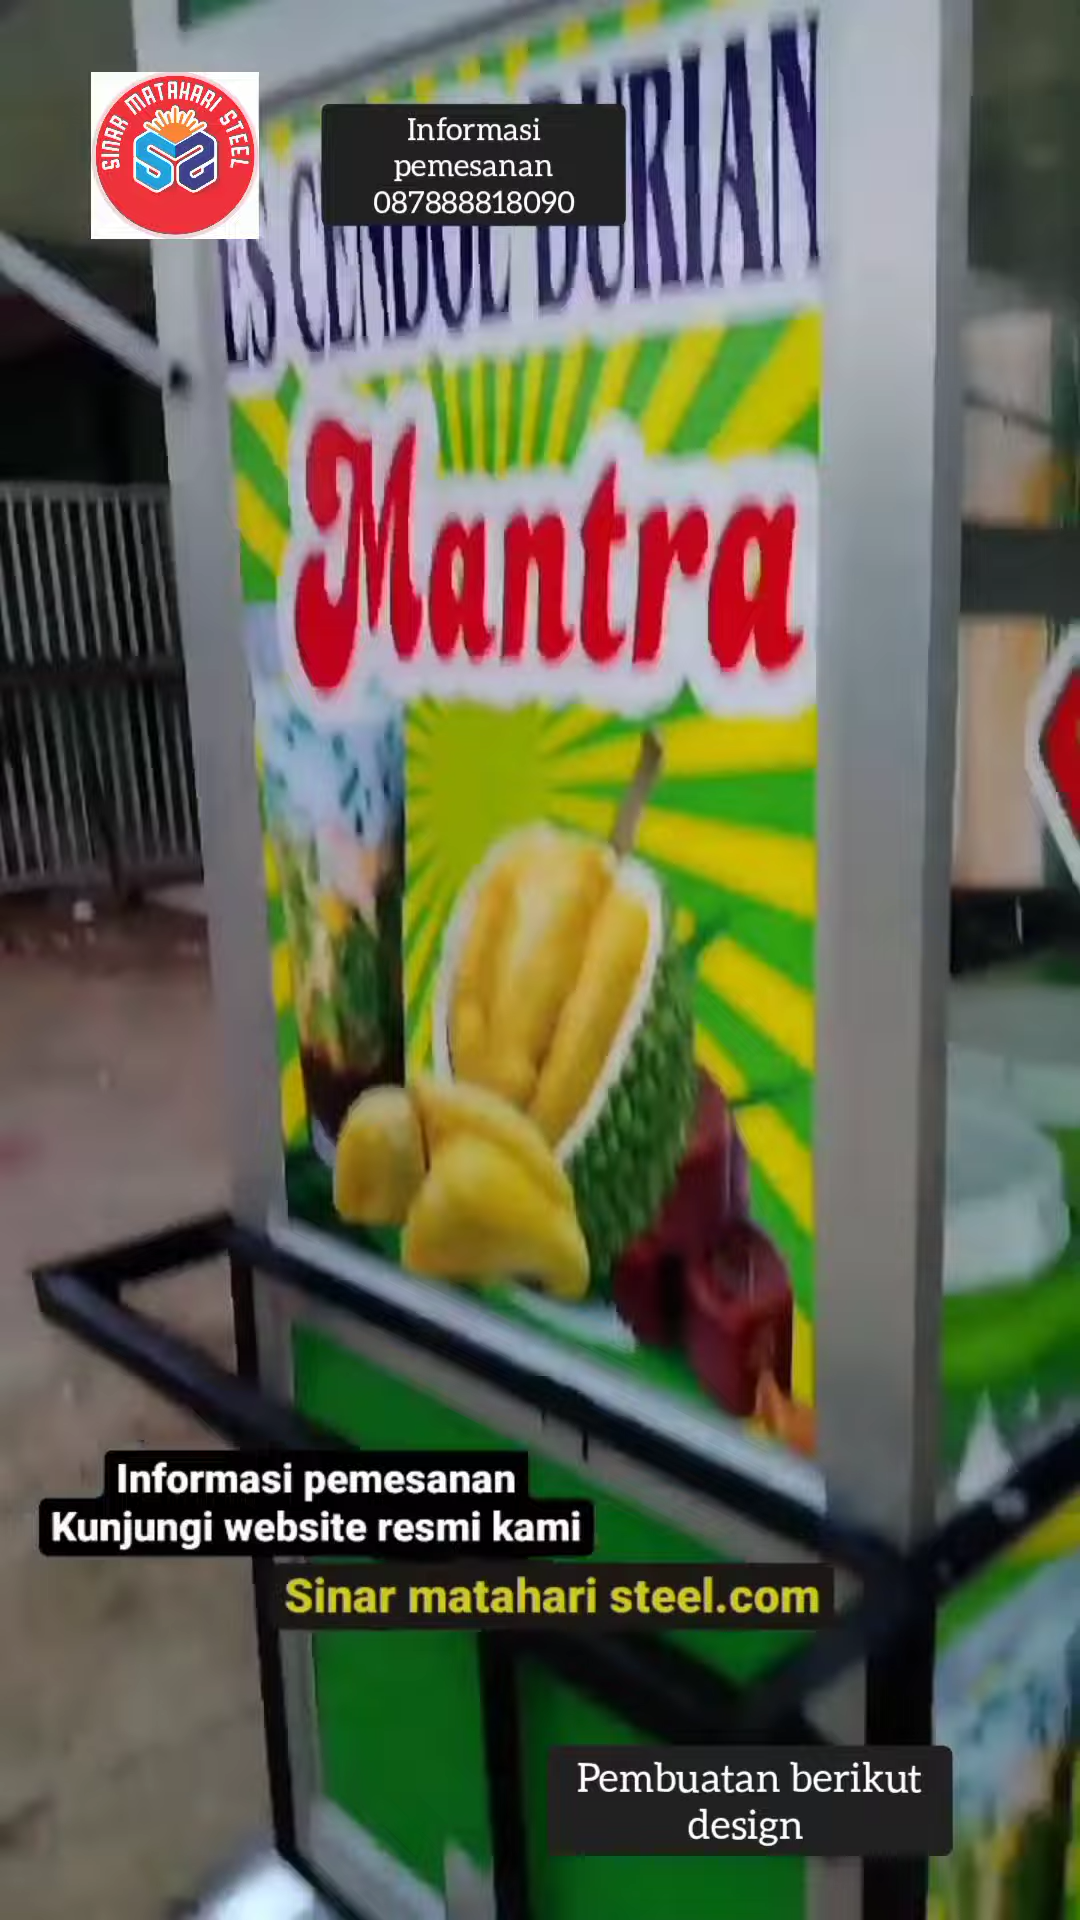 SINAR MATAHARI STEEL
Informasi
pemesanan
087888818090
ES CENDOL DURIAN
Mantra
Informasi pemesanan
Kunjungi website resmi kami
Sinar matahari steel.com
Pembuatan berikut
design